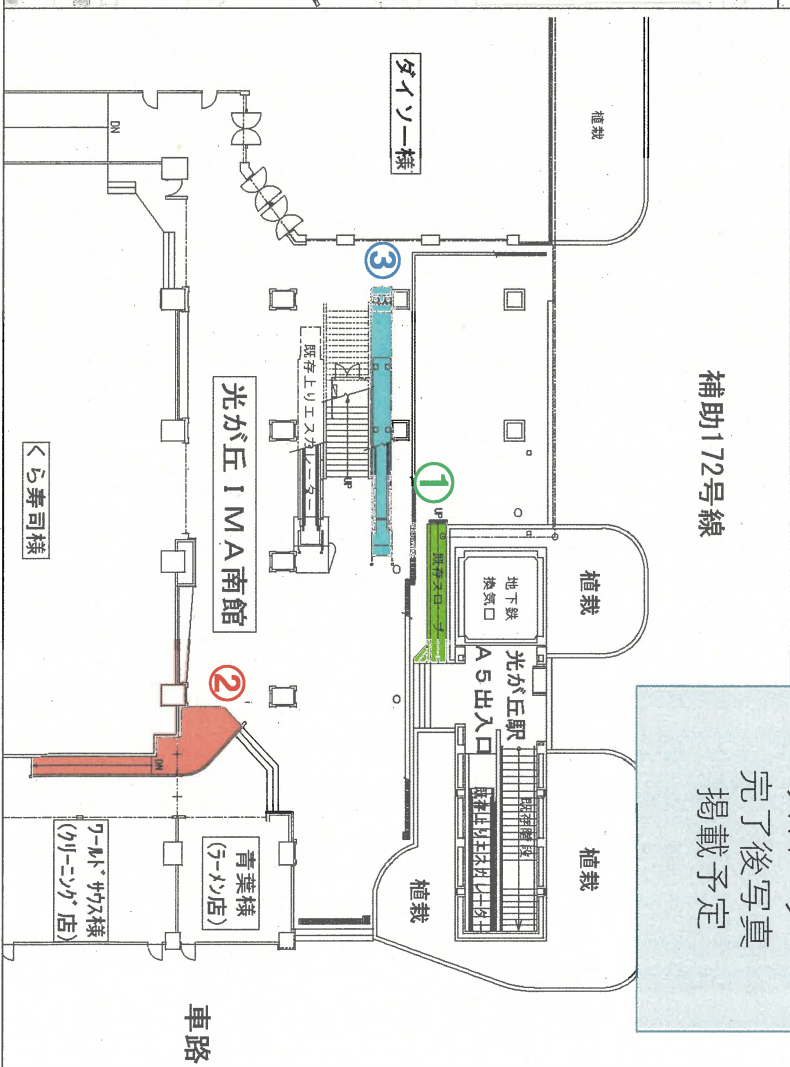 完了後写真
掲載予定
補助172号線
植栽
植栽
植栽
地下鉄
換気口
光が丘駅
A5出入口
既存階段
既存上りエスカレーター
植栽
ダイソー様
①
UP
既存スロープ
③
UP
既存上りエスカレーター
光が丘IMA南館
②
青葉様
(ラーメン店)
車路
DN
DN
くら寿司様
ワールドサウス様
(クリーニング店)